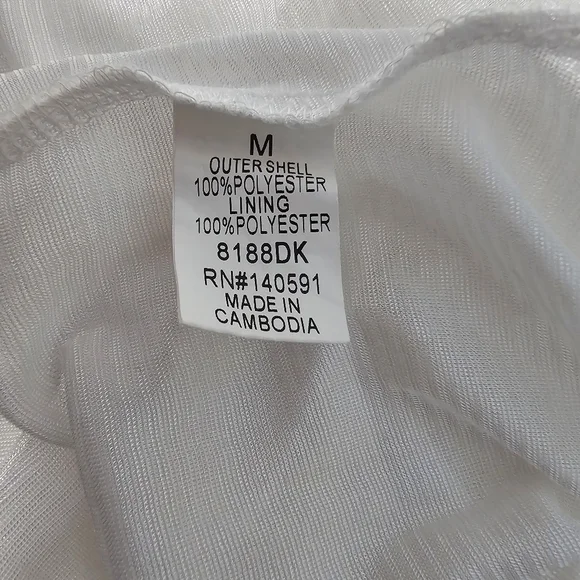 M
OUTER SHELL
100%POLYESTER
LINING
100%POLYESTER
8188DK
RN#140591
MADE IN
CAMBODIA